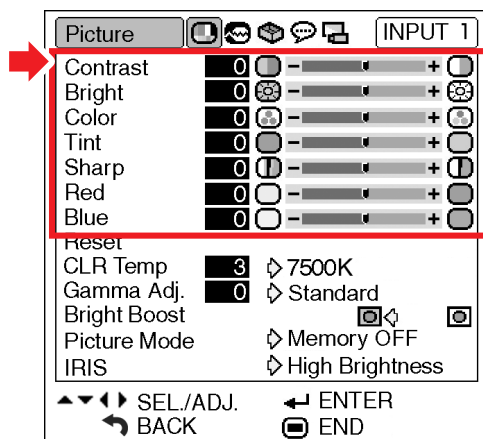 Picture INPUT 1
Contrast 0 - +
Bright 0 - +
Color 0 - +
Tint 0 - +
Sharp 0 - +
Red 0 - +
Blue 0 - +
Reset
CLR Temp 3 7500K
Gamma Adj. 0 Standard
Bright Boost
Picture Mode Memory OFF
IRIS High Brightness
SEL./ADJ. ENTER
BACK END